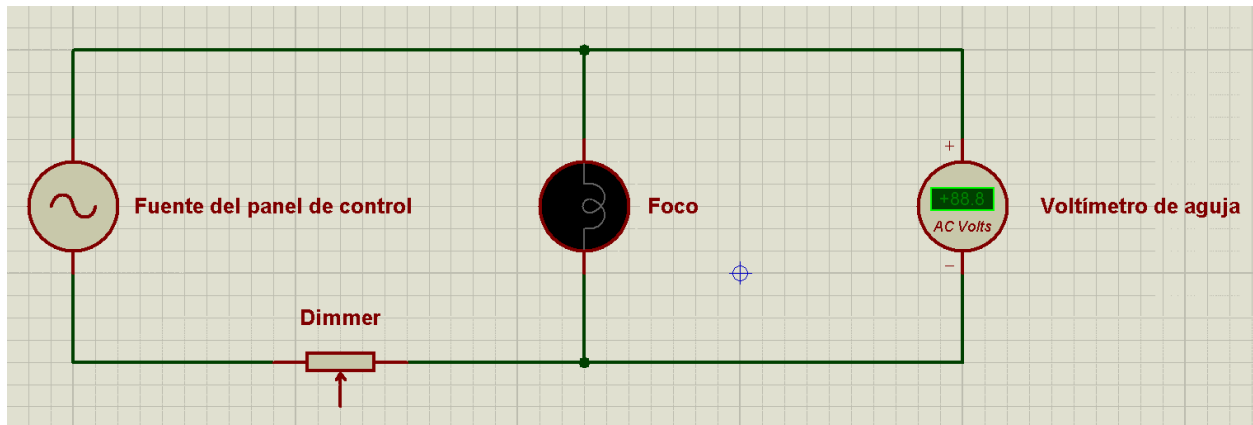 +
Fuente del panel de control
Foco
+88.8
AC Volts
Voltímetro de aguja
−
Dimmer